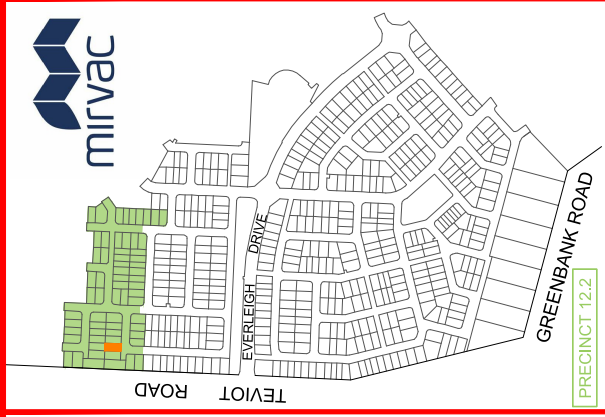 mirvac
EVERLEIGH DRIVE
GREENBANK ROAD
TEVIOT ROAD
PRECINCT 12.2